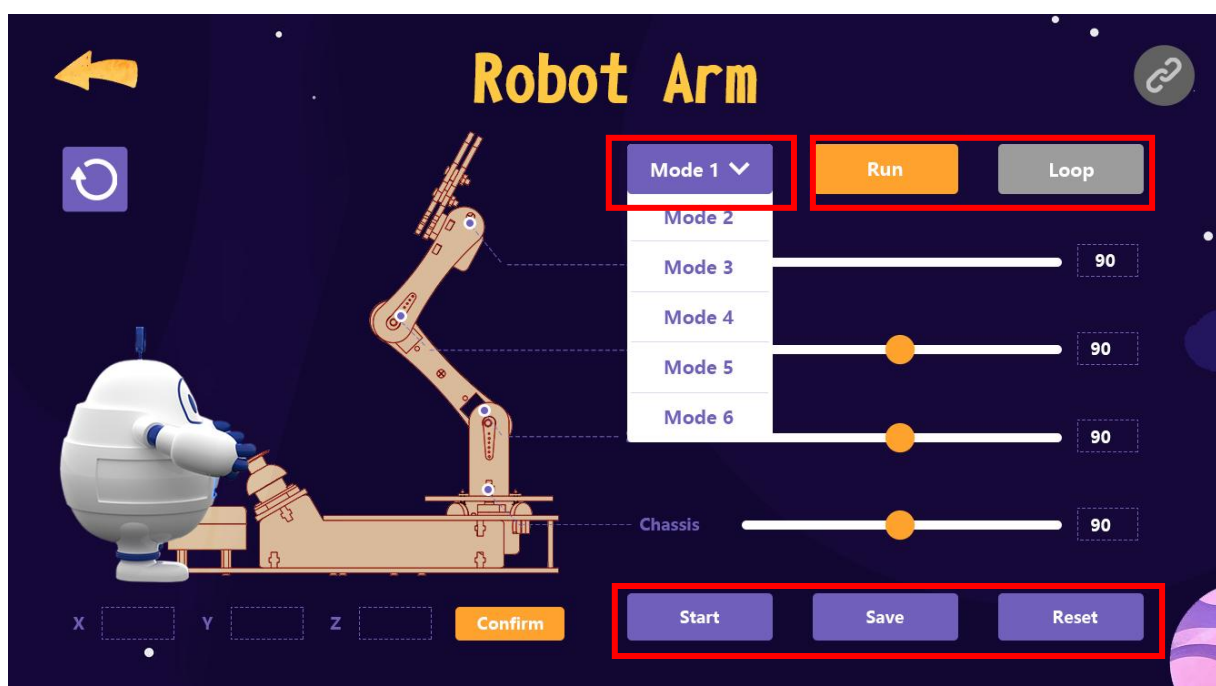 Robot Arm
Mode 1
Run
Loop
Mode 2
Mode 3
90
Mode 4
90
Mode 5
Mode 6
90
Chassis
90
X
Y
Z
Confirm
Start
Save
Reset